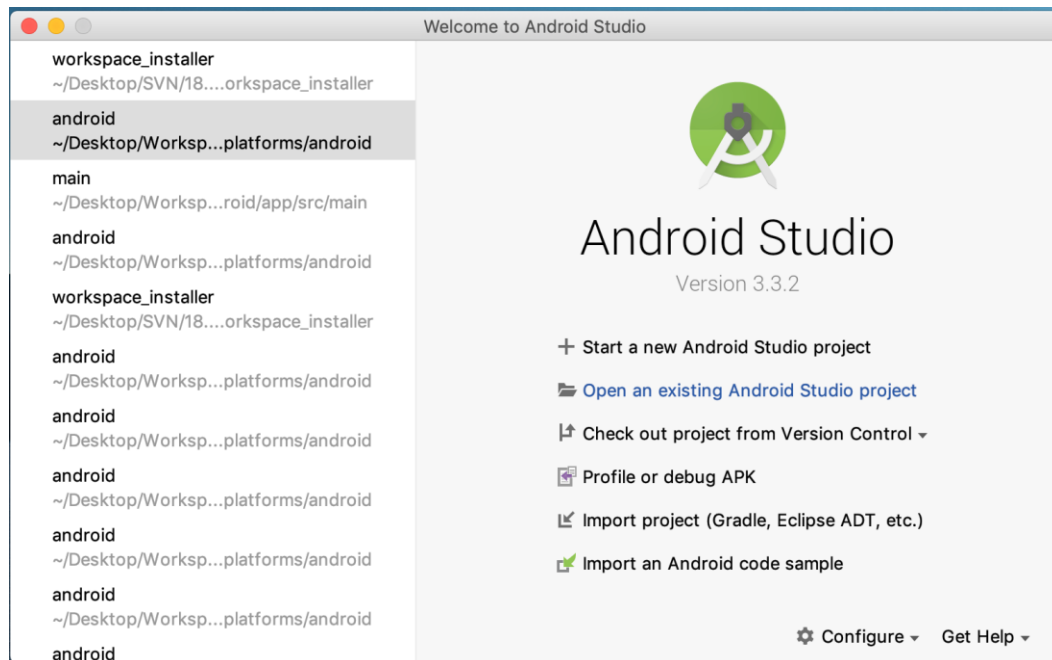 Welcome to Android Studio
workspace_installer
~/Desktop/SVN/18....orkspace_installer
android
~/Desktop/Worksp...platforms/android
main
~/Desktop/Worksp...roid/app/src/main
android
~/Desktop/Worksp...platforms/android
workspace_installer
~/Desktop/SVN/18....orkspace_installer
android
~/Desktop/Worksp...platforms/android
android
~/Desktop/Worksp...platforms/android
android
~/Desktop/Worksp...platforms/android
android
~/Desktop/Worksp...platforms/android
android
~/Desktop/Worksp...platforms/android
android
Android Studio
Version 3.3.2
Start a new Android Studio project
Open an existing Android Studio project
Check out project from Version Control
Profile or debug APK
Import project (Gradle, Eclipse ADT, etc.)
Import an Android code sample
Configure Get Help